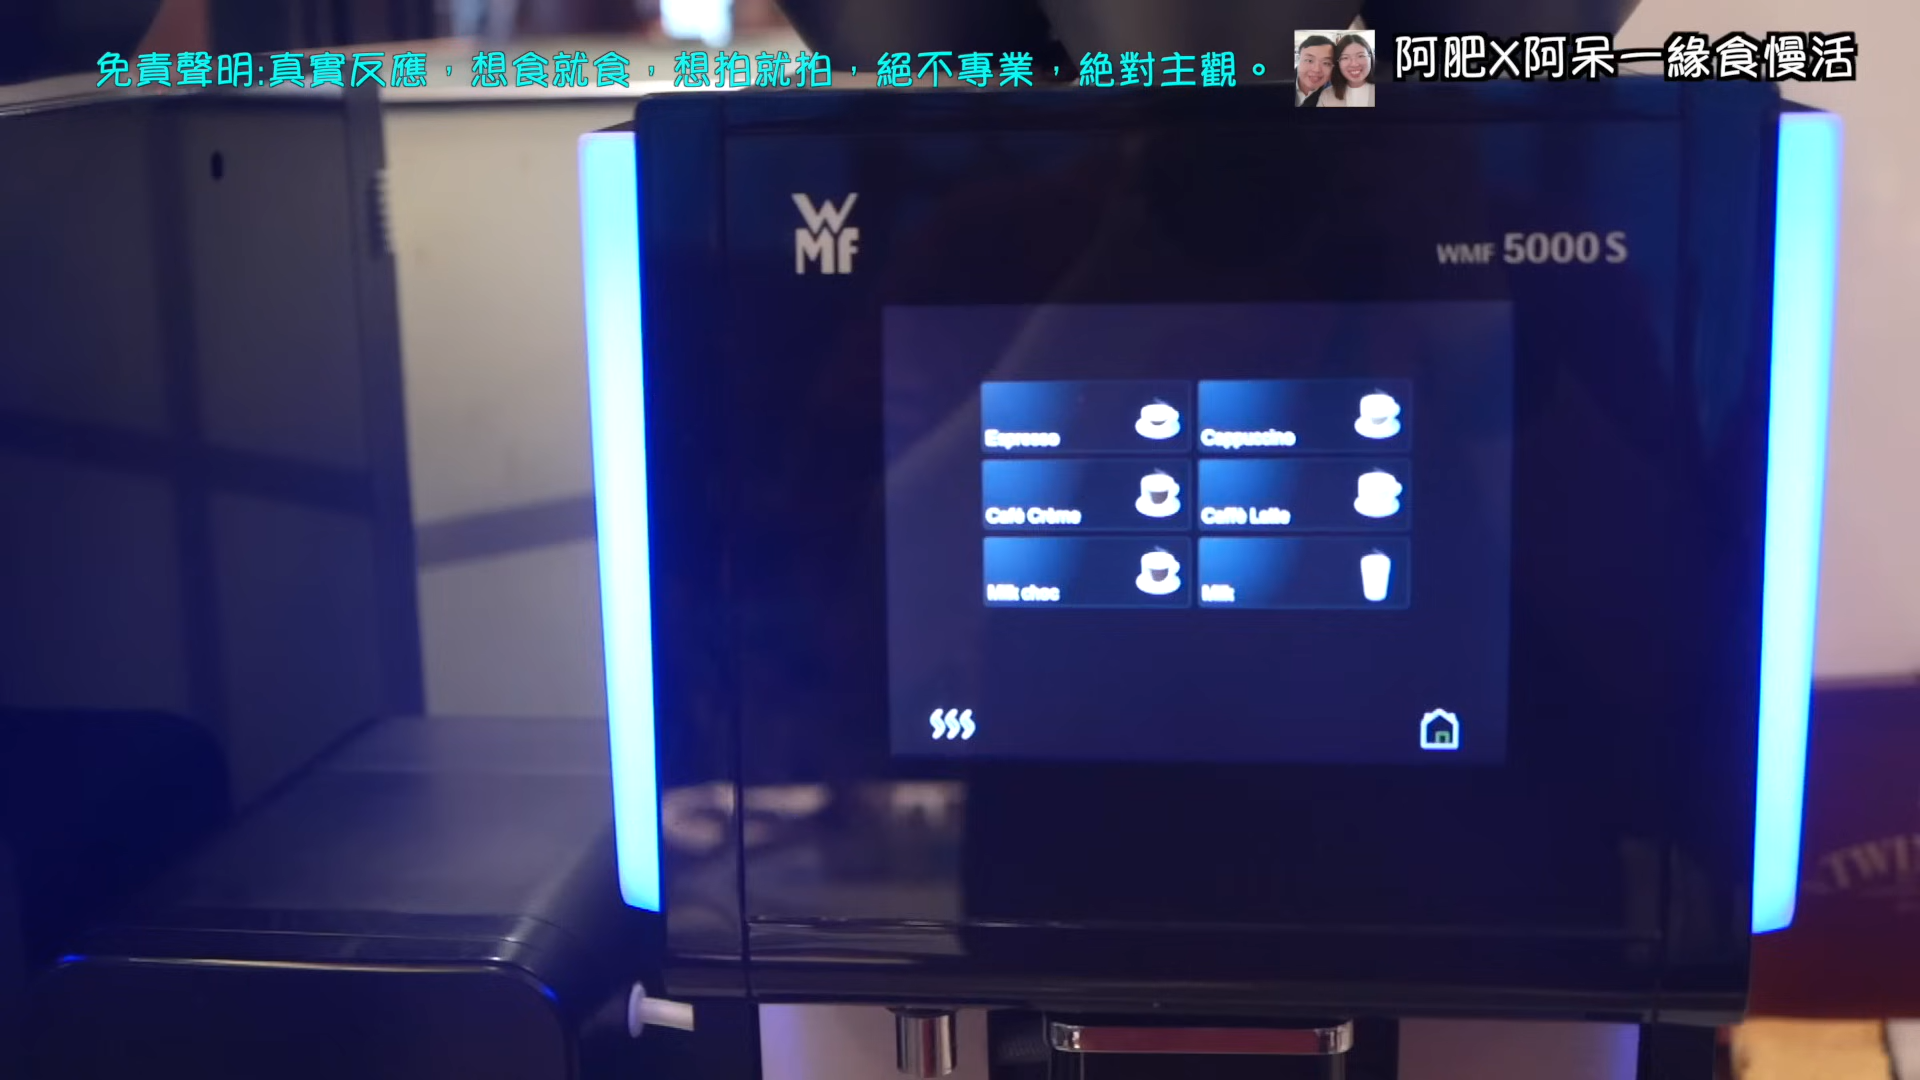 免責聲明:真實反應，想食就食，想拍就拍，絕不專業，絕對主觀。
阿肥X阿呆一緣食慢活
WMF
WMF 5000 S
Espresso
Cappuccino
Café Crème
Caffè Latte
Milk choc
Milk